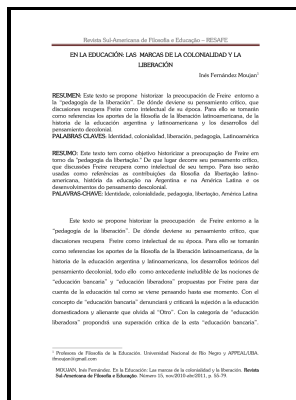 Revista Sul-Americana de Filosofia e Educação – RESAFE
EN LA EDUCACIÓN: LAS MARCAS DE LA COLONIALIDAD Y LA
LIBERACIÓN
Inés Fernández Moujan¹
RESUMEN: Este texto se propone historizar la preocupación de Freire entorno a
la "pedagogía de la liberación". De dónde deviene su pensamiento crítico, que
discusiones recupera Freire como intelectual de su época. Para ello se tomarán
como referencias los aportes de la filosofía de la liberación latinoamericana, de la
historia de la educación argentina y latinoamericana y los desarrollos del
pensamiento decolonial.
PALABRAS CLAVES: Identidad, colonialidad, liberación, pedagogía, Latinoamérica
RESUMO: Este texto tem como objetivo historicizar a preocupação de Freire em
torno da "pedagogia da libertação." De que lugar decorre seu pensamento crítico,
que discussões recupera Freire como intelectual de seu tempo. Para isso serão
usadas como referências as contribuições da filosofia da libertação latino-
americana, história da educação na Argentina e na América Latina e os
desenvolvimentos do pensamento descolonial.
PALAVRAS-CHAVE: Identidade, colonialidade, pedagogia, libertação, América Latina
Este texto se propone historizar la preocupación de Freire entorno a la
"pedagogía de la liberación". De dónde deviene su pensamiento crítico, que
discusiones recupera Freire como intelectual de su época. Para ello se tomarán
como referencias los aportes de la filosofía de la liberación latinoamericana, de la
historia de la educación argentina y latinoamericana, los desarrollos teóricos del
pensamiento decolonial, todo ello como antecedente ineludible de las nociones de
"educación bancaria" y "educación liberadora" propuestas por Freire para dar
cuenta de la educación tal como se viene pensando hasta ese momento. Con el
concepto de "educación bancaria" denunciará y criticará la sujeción a la educación
domesticadora y alienante que olvida al "Otro". Con la categoría de "educación
liberadora" propondrá una superación crítica de la esta "educación bancaria".
¹ Profesora de Filosofía de la Educación. Universidad Nacional de Río Negro y APPEAL/UBA.
ifmoujan@gmail.com
MOUJAN, Inés Fernández. En la Educación: Las marcas de la colonialidad y la liberación. Revista
Sul-Americana de Filosofia e Educação. Número 15, nov/2010-abr/2011, p. 55-79.